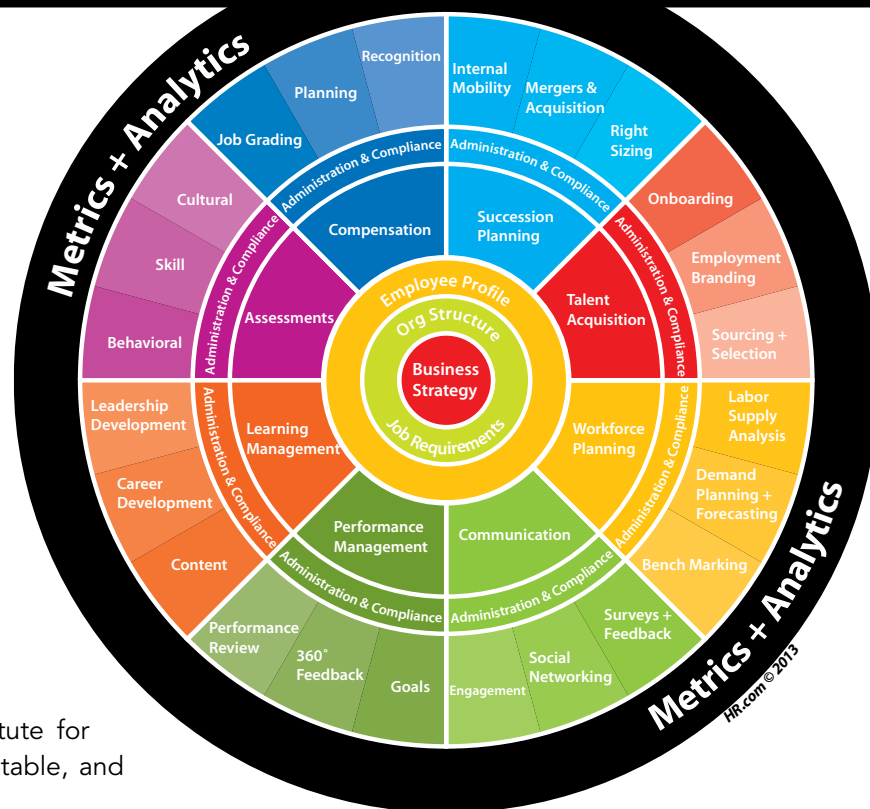 Metrics + Analytics
Recognition
Planning
Job Grading
Internal
Mobility
Mergers &
Acquisition
Right
Sizing
Administration & Compliance
Administration & Compliance
Compensation
Succession
Planning
Cultural
Skill
Behavioral
Administration & Compliance
Assessments
Onboarding
Employment
Branding
Sourcing +
Selection
Administration & Compliance
Talent
Acquisition
Employee Profile
Org Structure
Business
Strategy
Job Requirements
Leadership
Development
Career
Development
Content
Administration & Compliance
Learning
Management
Workforce
Planning
Administration & Compliance
Labor
Supply
Analysis
Demand
Planning +
Forecasting
Bench Marking
Performance
Management
Communication
Administration & Compliance
Administration & Compliance
Performance
Review
360°
Feedback
Goals
Engagement
Social
Networking
Surveys +
Feedback
Metrics + Analytics
HR.com © 2013
tute for
table, and